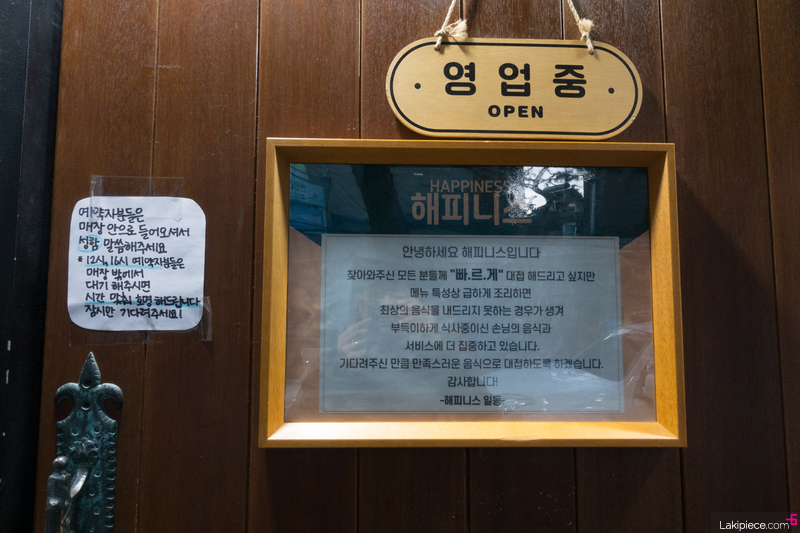 영업중
OPEN
HAPPINESS
해피니스
안녕하세요 해피니스입니다
찾아와주신 모든 분들께 "빠.르.게" 대접 해드리고 싶지만
메뉴 특성상 급하게 조리하면
최상의 음식을 내드리지 못하는 경우가 생겨
부득이하게 식사중이신 손님의 음식과
서비스에 더 집중하고 있습니다.
기다려주신 만큼 만족스러운 음식으로 대접하도록 하겠습니다.
감사합니다!
-해피니스 일동-
예약자분들은
매장 안으로 들어오셔서
성함 말씀해주세요
* 12시, 16시 예약자분들은
매장 밖에서
대기 해주시면
시간 맞춰 호명 해드립니다
잠시만 기다려주세요!
Lakipiece.com